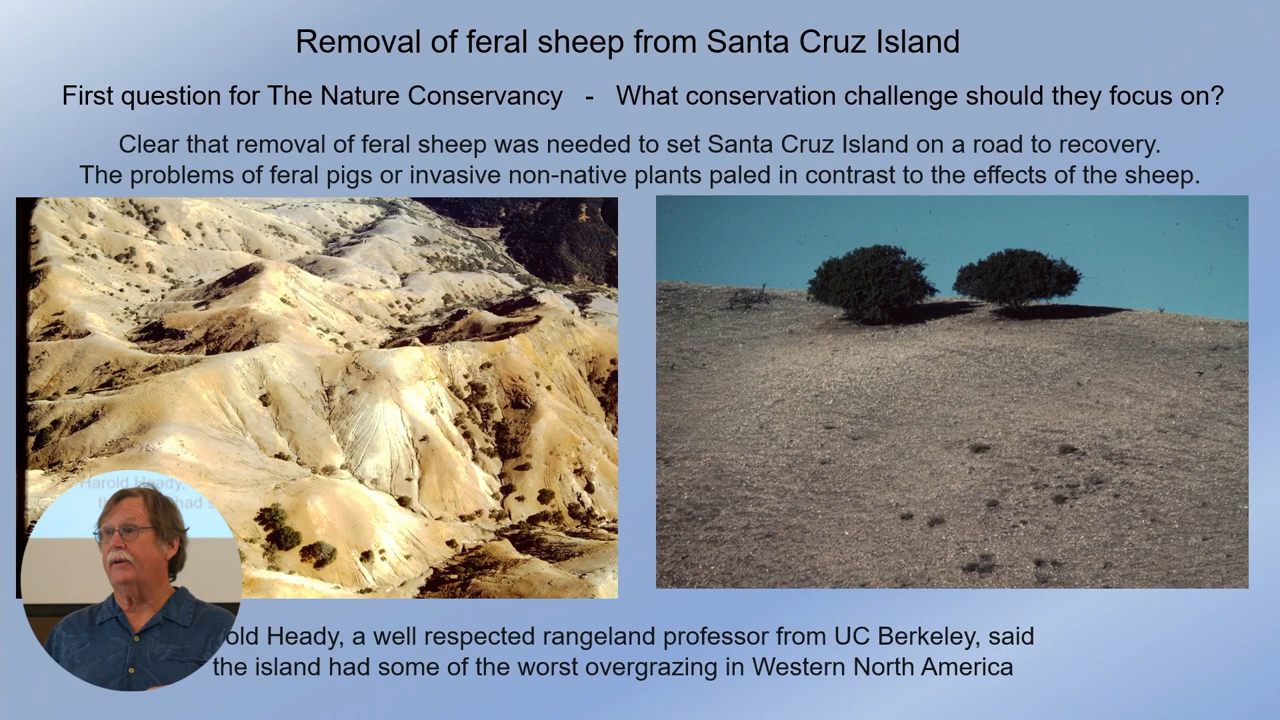 Removal of feral sheep from Santa Cruz Island
First question for The Nature Conservancy - What conservation challenge should they focus on?
Clear that removal of feral sheep was needed to set Santa Cruz Island on a road to recovery.
The problems of feral pigs or invasive non-native plants paled in contrast to the effects of the sheep.
Harold Heady,
had s
old Heady, a well respected rangeland professor from UC Berkeley, said
the island had some of the worst overgrazing in Western North America